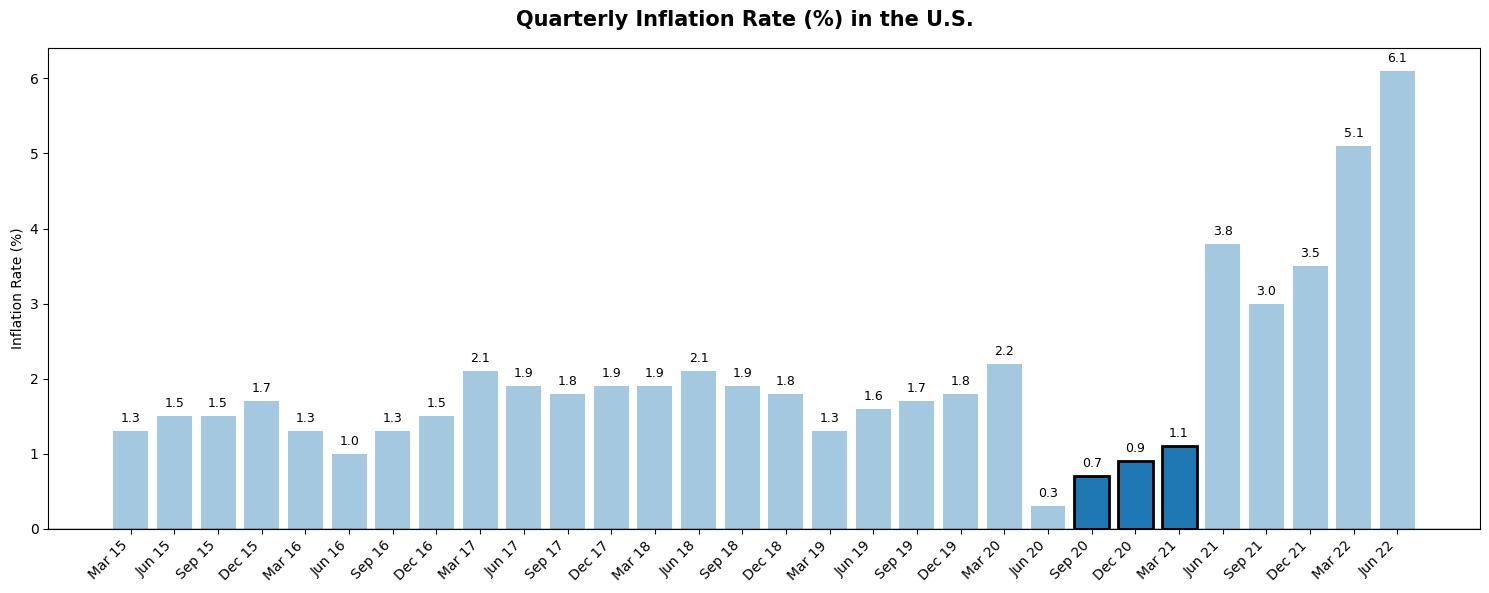 Quarterly Inflation Rate (%) in the U.S.
Inflation Rate (%)
6
5
4
3
2
1
0
1.3
1.5
1.5
1.7
1.3
1.0
1.3
1.5
2.1
1.9
1.8
1.9
1.9
2.1
1.9
1.8
1.3
1.6
1.7
1.8
2.2
0.3
0.7
0.9
1.1
3.8
3.0
3.5
5.1
6.1
Mar 15
Jun 15
Sep 15
Dec 15
Mar 16
Jun 16
Sep 16
Dec 16
Mar 17
Jun 17
Sep 17
Dec 17
Mar 18
Jun 18
Sep 18
Dec 18
Mar 19
Jun 19
Sep 19
Dec 19
Mar 20
Jun 20
Sep 20
Dec 20
Mar 21
Jun 21
Sep 21
Dec 21
Mar 22
Jun 22